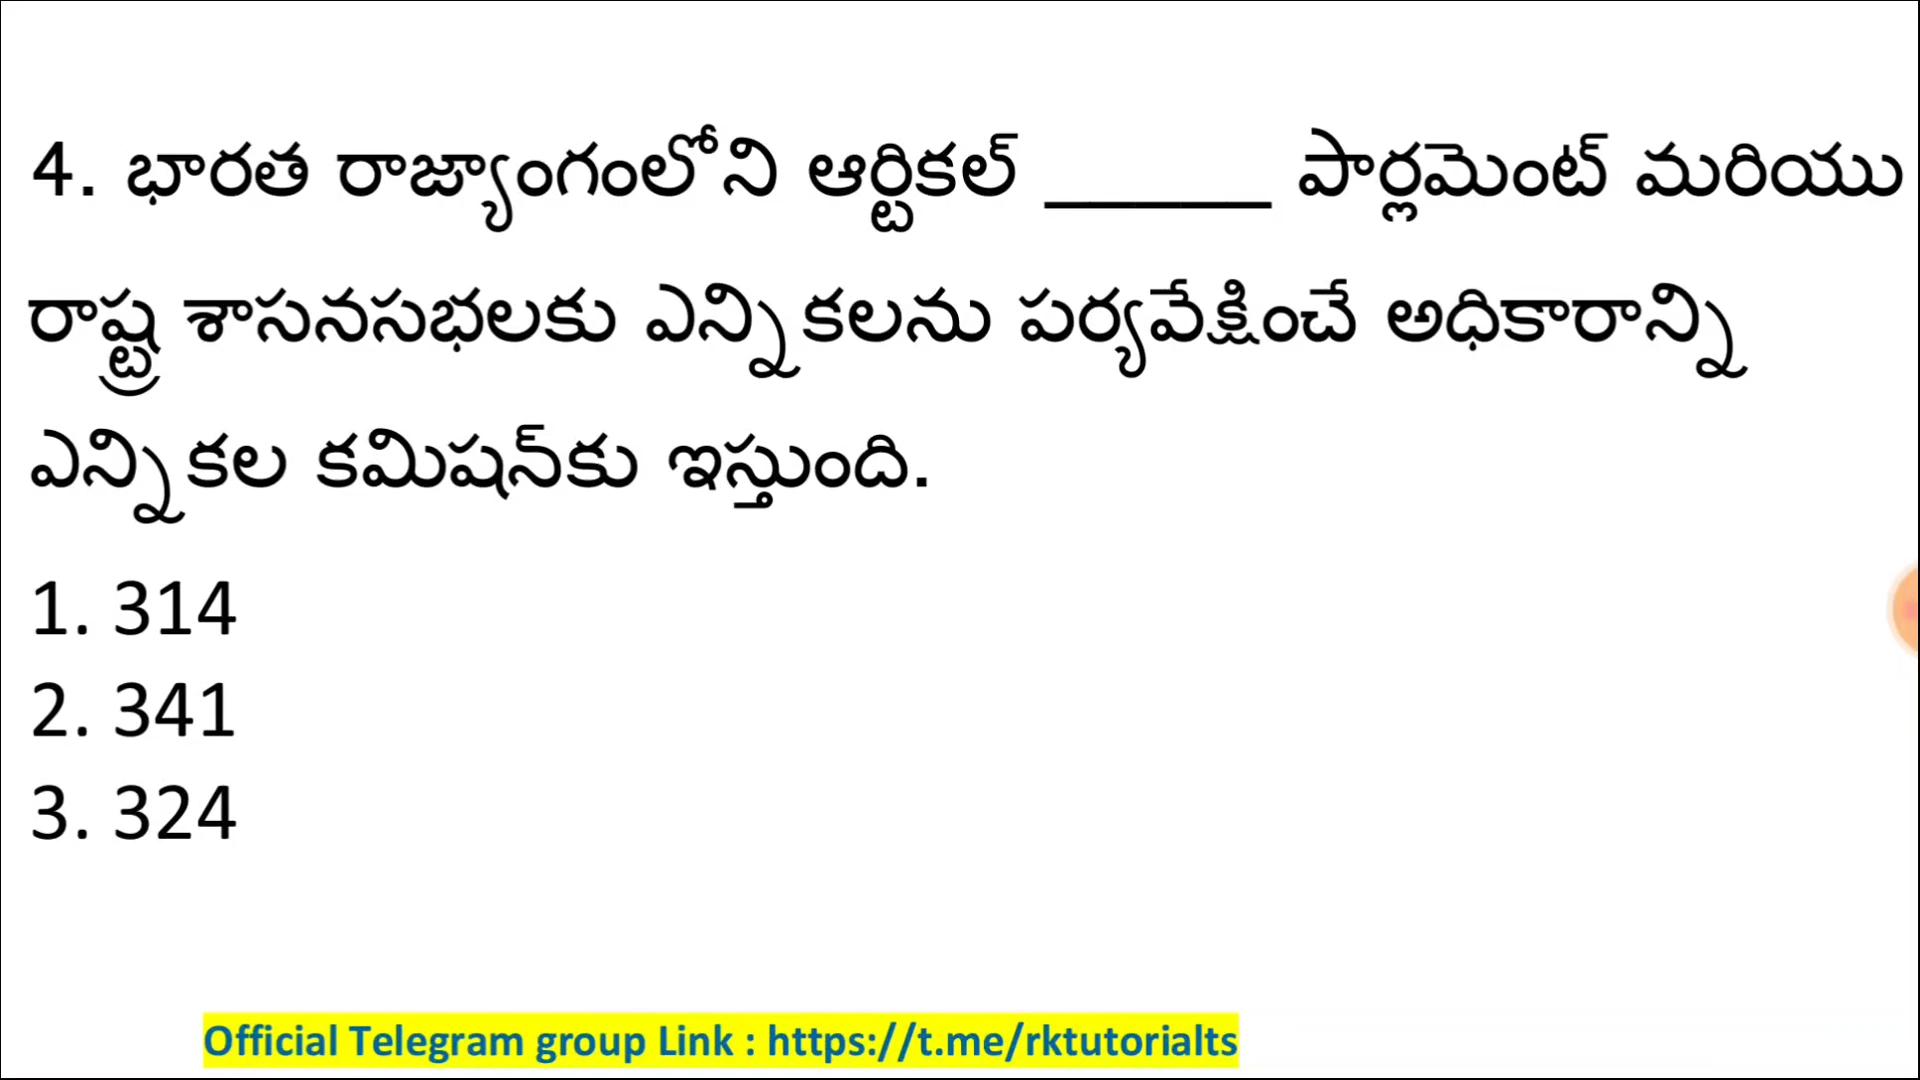 4. భారత రాజ్యాంగంలోని ఆర్టికల్ ______ పార్లమెంట్ మరియు
రాష్ట్ర శాసనసభలకు ఎన్నికలను పర్యవేక్షించే అధికారాన్ని
ఎన్నికల కమిషన్‌కు ఇస్తుంది.
1. 314
2. 341
3. 324
Official Telegram group Link : https://t.me/rktutorialts